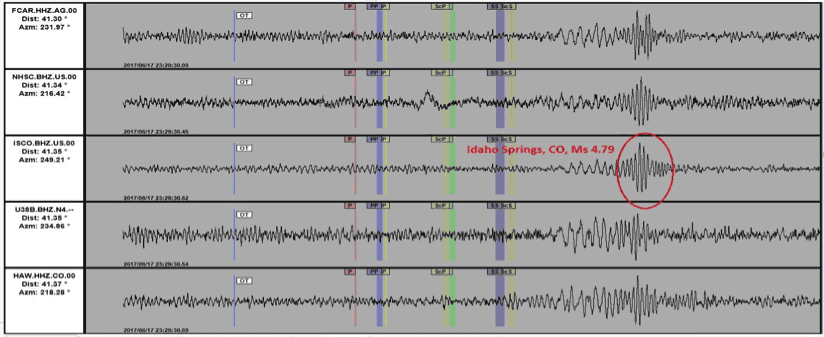 FCAR.HHZ.AG.00
Dist: 41.30 °
Azm: 231.97 °
OT
P
PP
P
ScP
SS
ScS
2017/06/17 23:29:30.09
NHSC.BHZ.US.00
Dist: 41.34 °
Azm: 216.42 °
OT
P
PP
P
ScP
SS
ScS
2017/06/17 23:29:30.45
ISCO.BHZ.US.00
Dist: 41.35 °
Azm: 249.21 °
OT
P
PP
P
ScP
SS
ScS
Idaho Springs, CO, Ms 4.79
2017/06/17 23:29:30.52
U38B.BHZ.N4.--
Dist: 41.35 °
Azm: 234.86 °
OT
P
PP
P
ScP
SS
ScS
2017/06/17 23:29:30.54
HAW.HHZ.CO.00
Dist: 41.37 °
Azm: 218.28 °
OT
P
PP
P
ScP
SS
ScS
2017/06/17 23:29:30.69